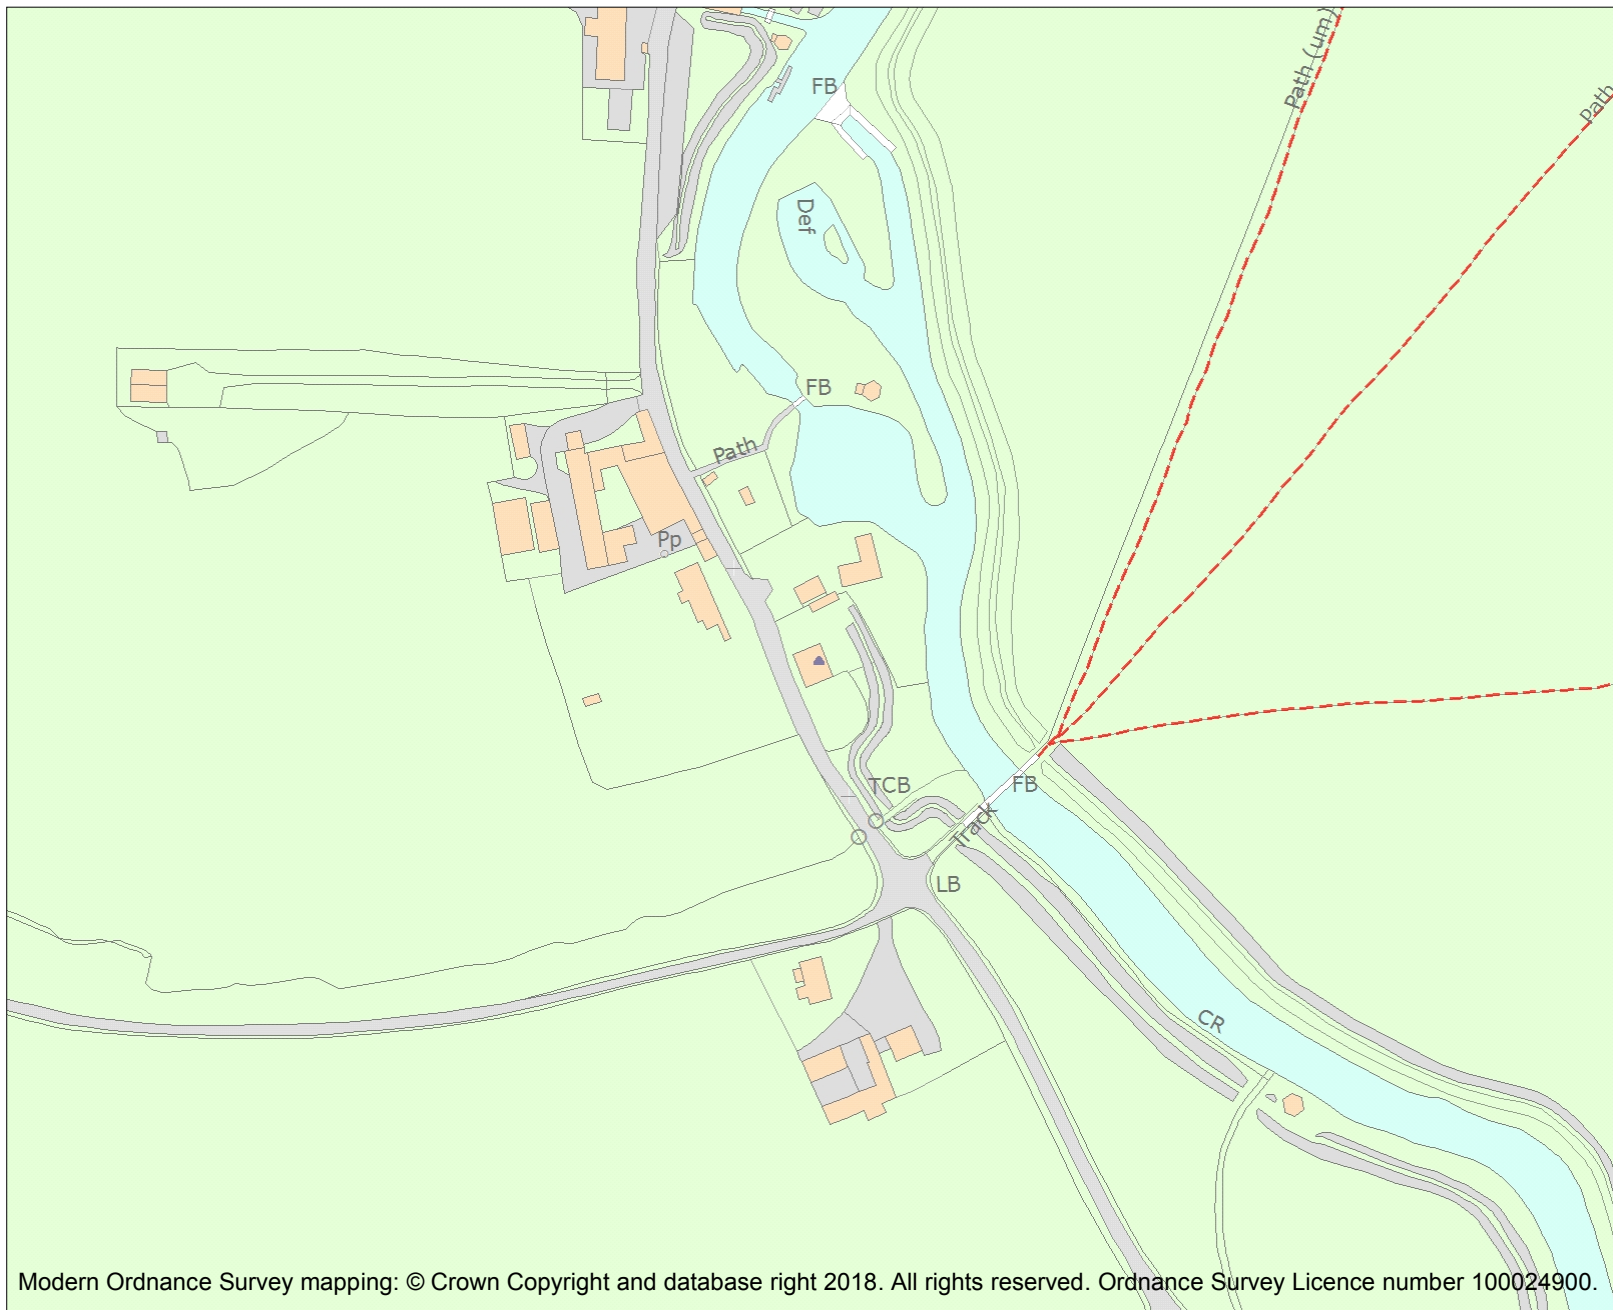 Path (um)
Path
FB
Def
FB
Path
Pp
TCB
FB
Track
LB
CR
Modern Ordnance Survey mapping: © Crown Copyright and database right 2018. All rights reserved. Ordnance Survey Licence number 100024900.